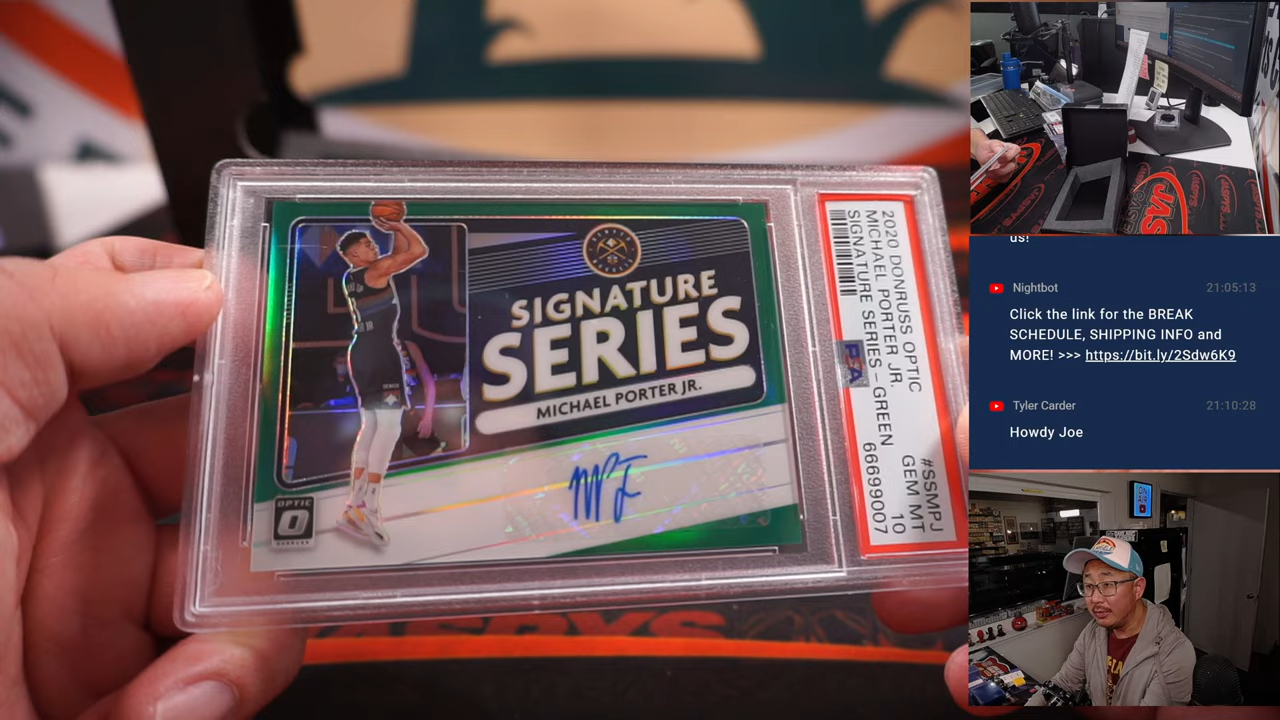 SIGNATURE
SERIES
MICHAEL PORTER JR.
OPTIC
2020 DONRUSS OPTIC
MICHAEL PORTER JR.
SIGNATURE SERIES - GREEN
#SSMPJ
GEM MT
10
66699007
PSA
us!
Nightbot
21:05:13
Click the link for the BREAK
SCHEDULE, SHIPPING INFO and
MORE! >>> https://bit.ly/2Sdw6K9
Tyler Carder
21:10:28
Howdy Joe